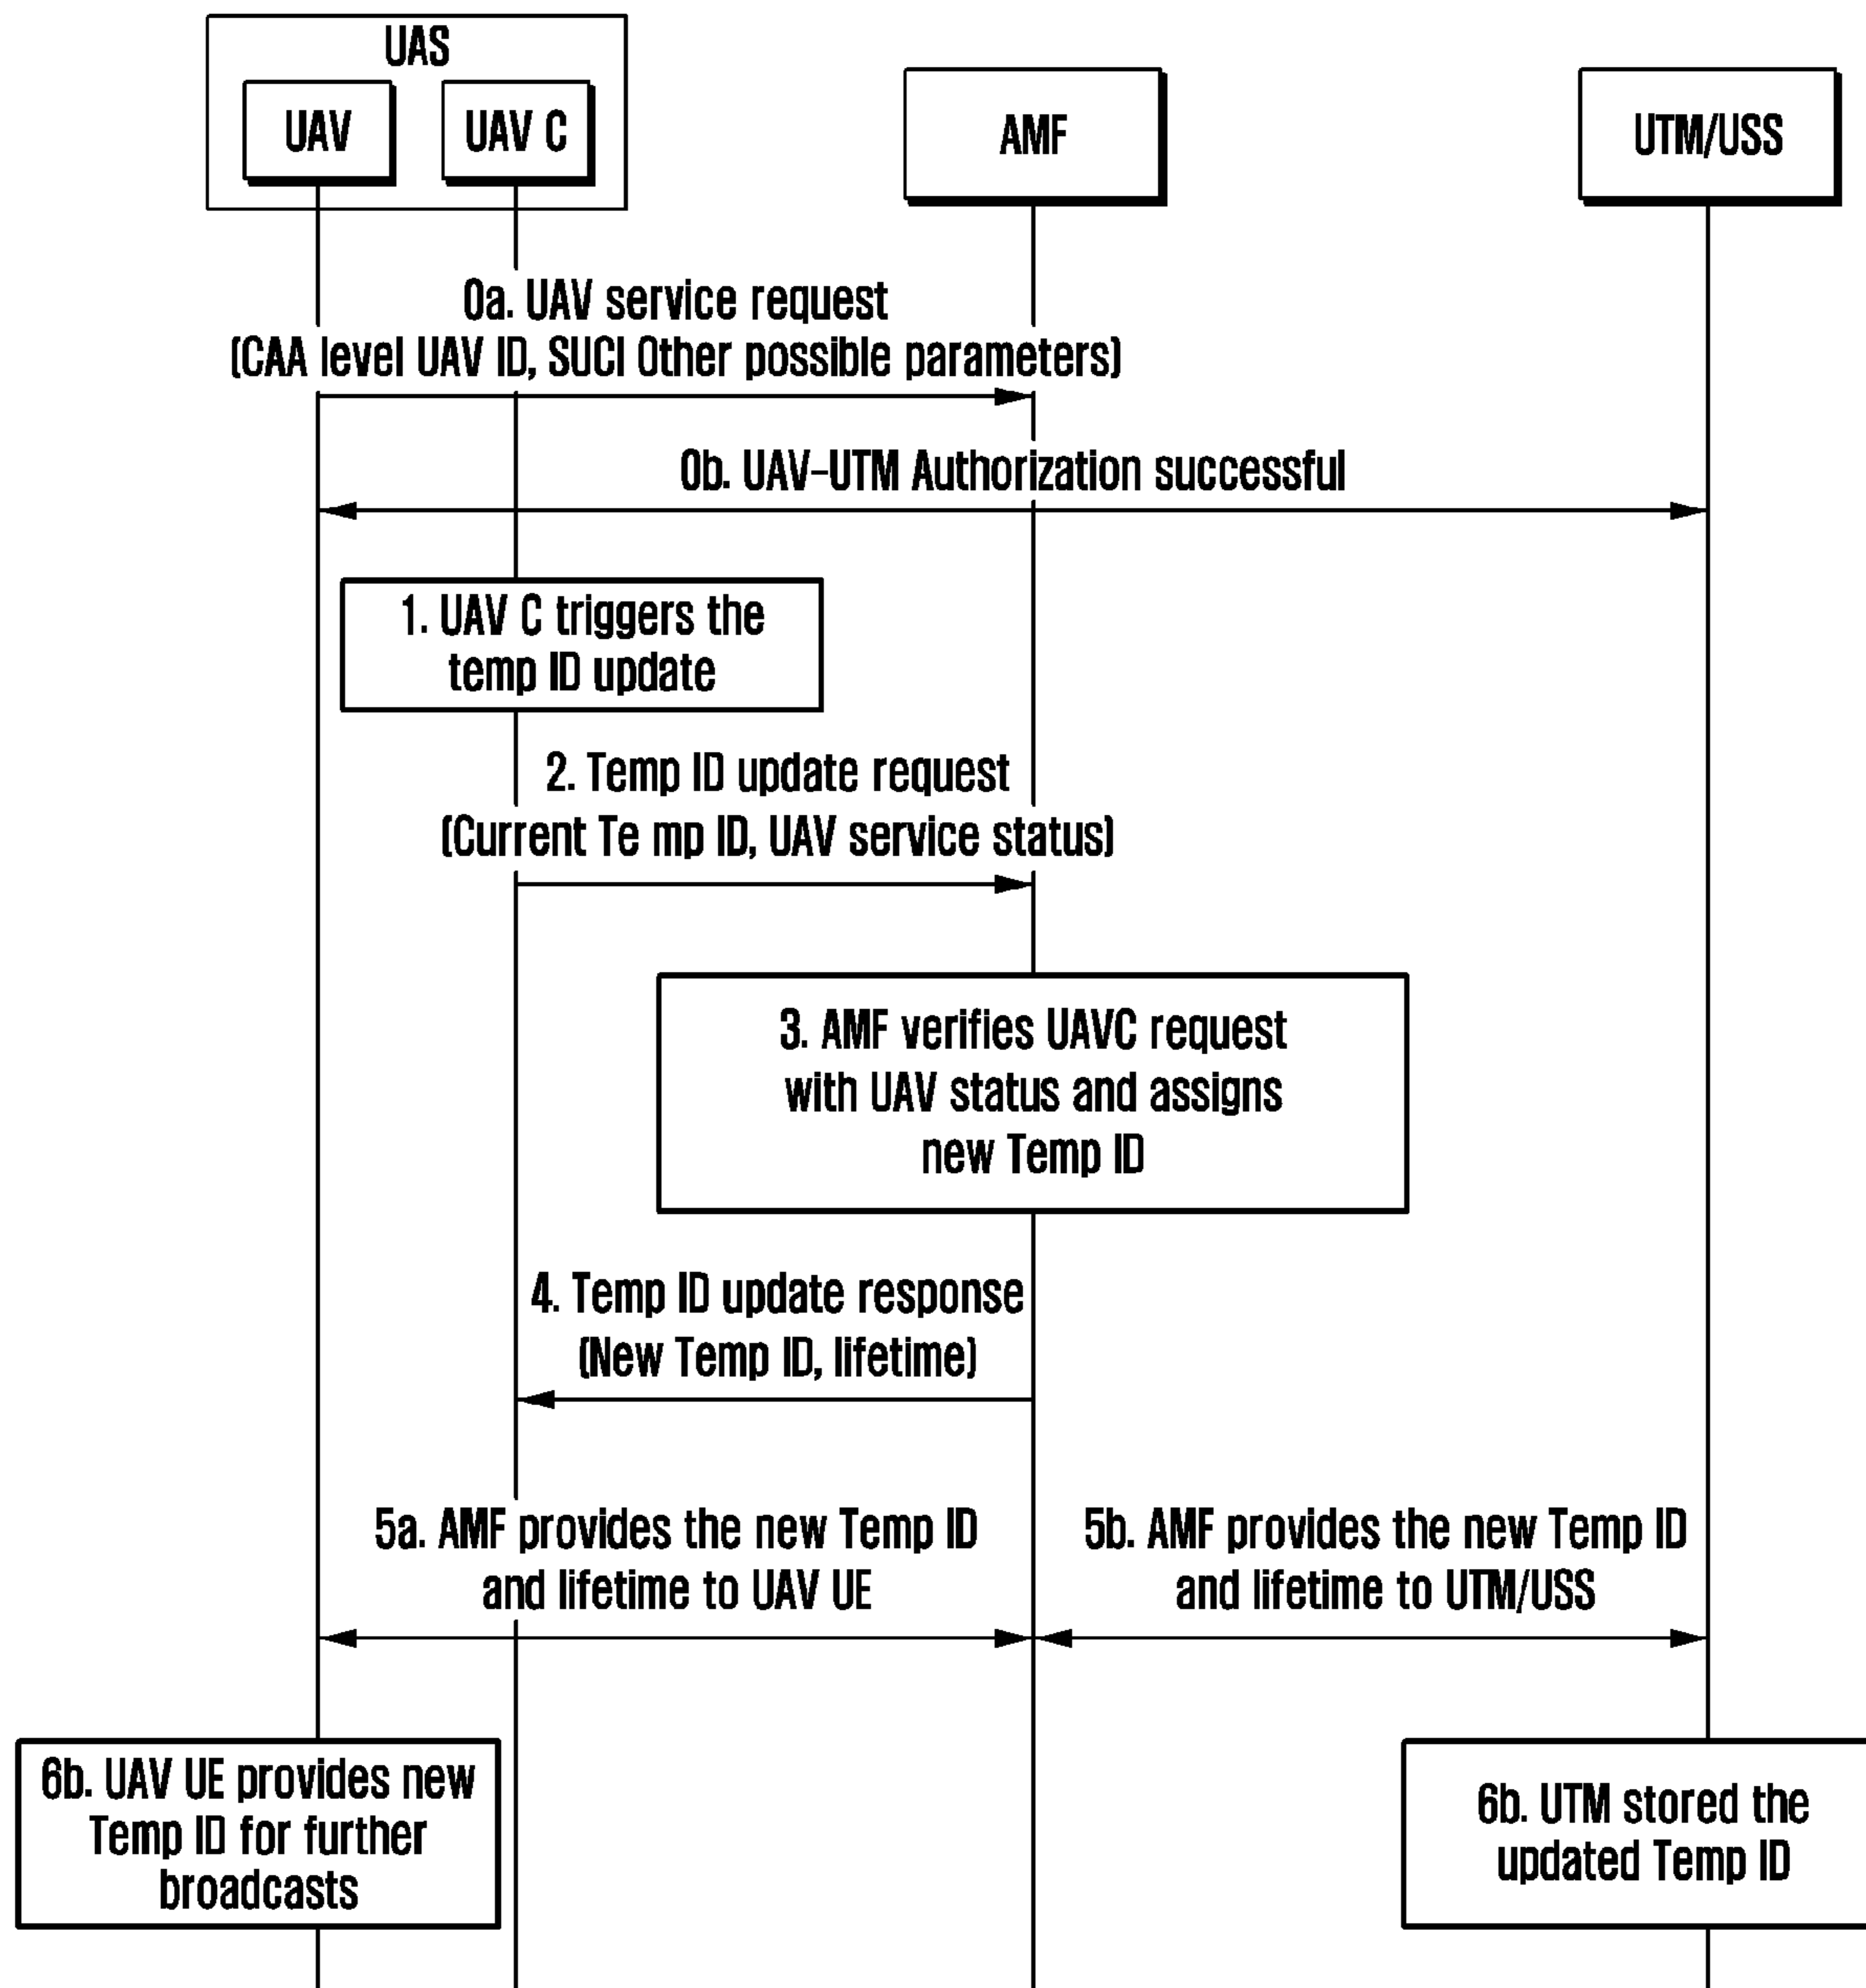 UAS
UAV
UAV C
AMF
UTM/USS
0a. UAV service request
(CAA level UAV ID, SUCI Other possible parameters)
0b. UAV-UTM Authorization successful
1. UAV C triggers the
temp ID update
2. Temp ID update request
(Current Te mp ID, UAV service status)
3. AMF verifies UAVC request
with UAV status and assigns
new Temp ID
4. Temp ID update response
(New Temp ID, lifetime)
5a. AMF provides the new Temp ID
and lifetime to UAV UE
5b. AMF provides the new Temp ID
and lifetime to UTM/USS
6b. UAV UE provides new
Temp ID for further
broadcasts
6b. UTM stored the
updated Temp ID